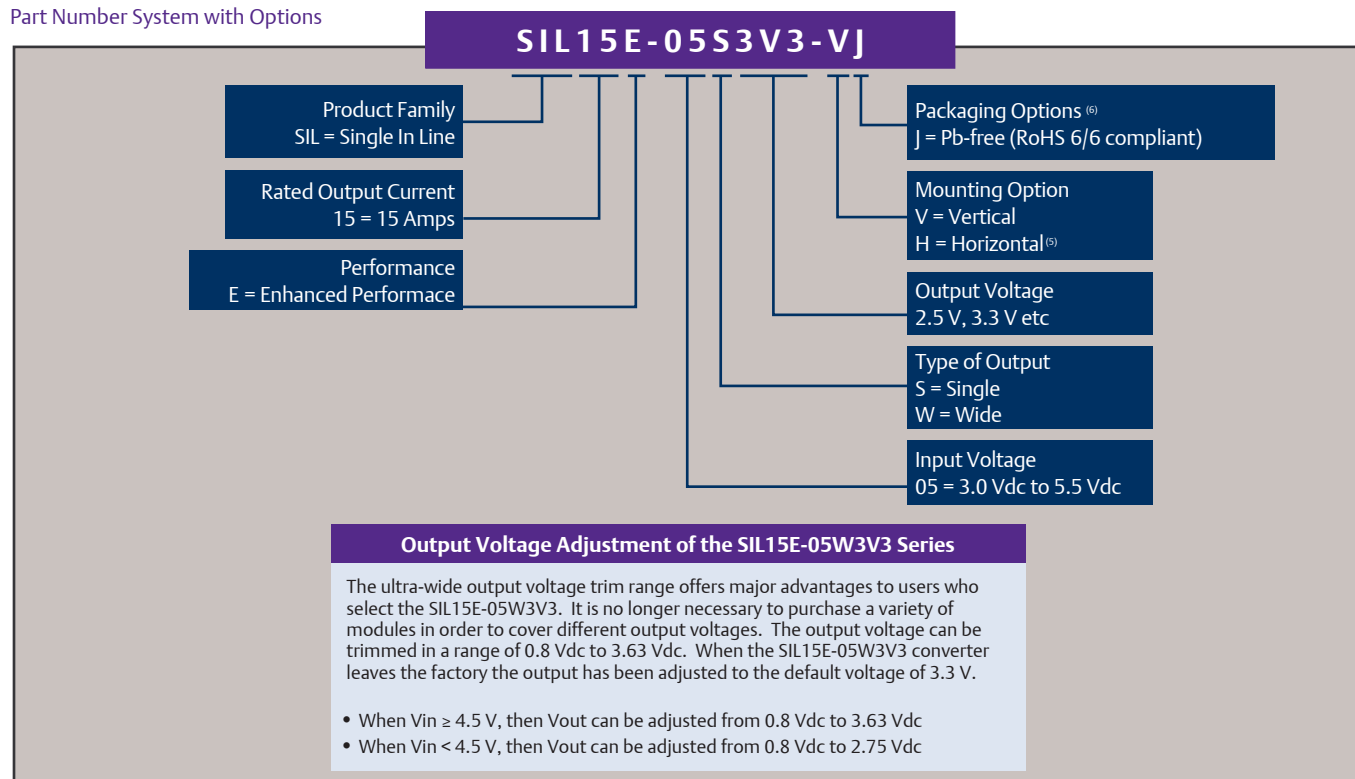 Part Number System with Options
SIL15E-05S3V3-VJ
Product Family
SIL = Single In Line
Rated Output Current
15 = 15 Amps
Performance
E = Enhanced Performace
Packaging Options (6)
J = Pb-free (RoHS 6/6 compliant)
Mounting Option
V = Vertical
H = Horizontal (5)
Output Voltage
2.5 V, 3.3 V etc
Type of Output
S = Single
W = Wide
Input Voltage
05 = 3.0 Vdc to 5.5 Vdc
Output Voltage Adjustment of the SIL15E-05W3V3 Series
The ultra-wide output voltage trim range offers major advantages to users who
select the SIL15E-05W3V3. It is no longer necessary to purchase a variety of
modules in order to cover different output voltages. The output voltage can be
trimmed in a range of 0.8 Vdc to 3.63 Vdc. When the SIL15E-05W3V3 converter
leaves the factory the output has been adjusted to the default voltage of 3.3 V.
• When Vin ≥ 4.5 V, then Vout can be adjusted from 0.8 Vdc to 3.63 Vdc
• When Vin < 4.5 V, then Vout can be adjusted from 0.8 Vdc to 2.75 Vdc